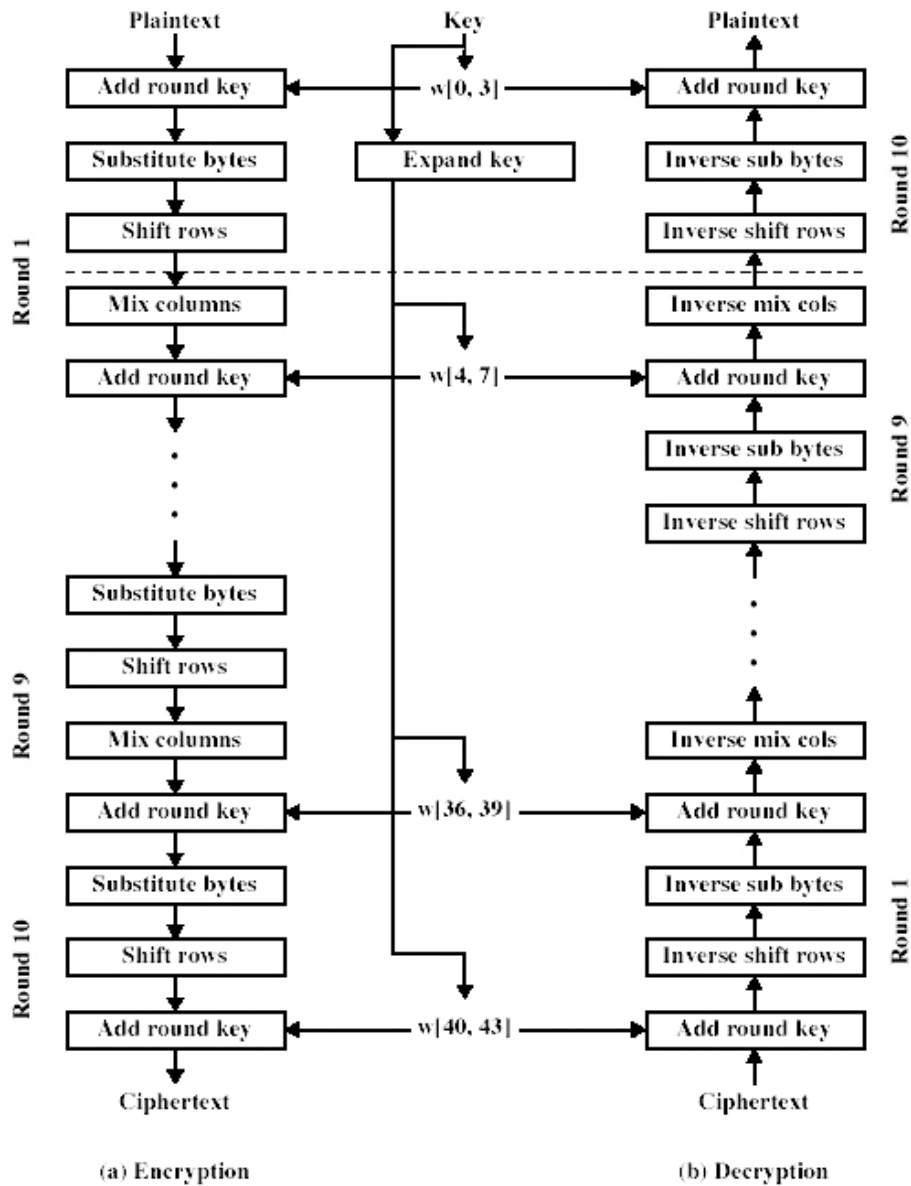 Plaintext
Key
Plaintext
Add round key
w[0, 3]
Add round key
Substitute bytes
Expand key
Inverse sub bytes
Round 10
Shift rows
Inverse shift rows
Round 1
Mix columns
Inverse mix cols
Add round key
w[4, 7]
Add round key
Inverse sub bytes
Round 9
Inverse shift rows
Substitute bytes
Shift rows
Round 9
Mix columns
Inverse mix cols
Add round key
w[36, 39]
Add round key
Substitute bytes
Inverse sub bytes
Round 10
Shift rows
Inverse shift rows
Round 1
Add round key
w[40, 43]
Add round key
Ciphertext
Ciphertext
(a) Encryption
(b) Decryption